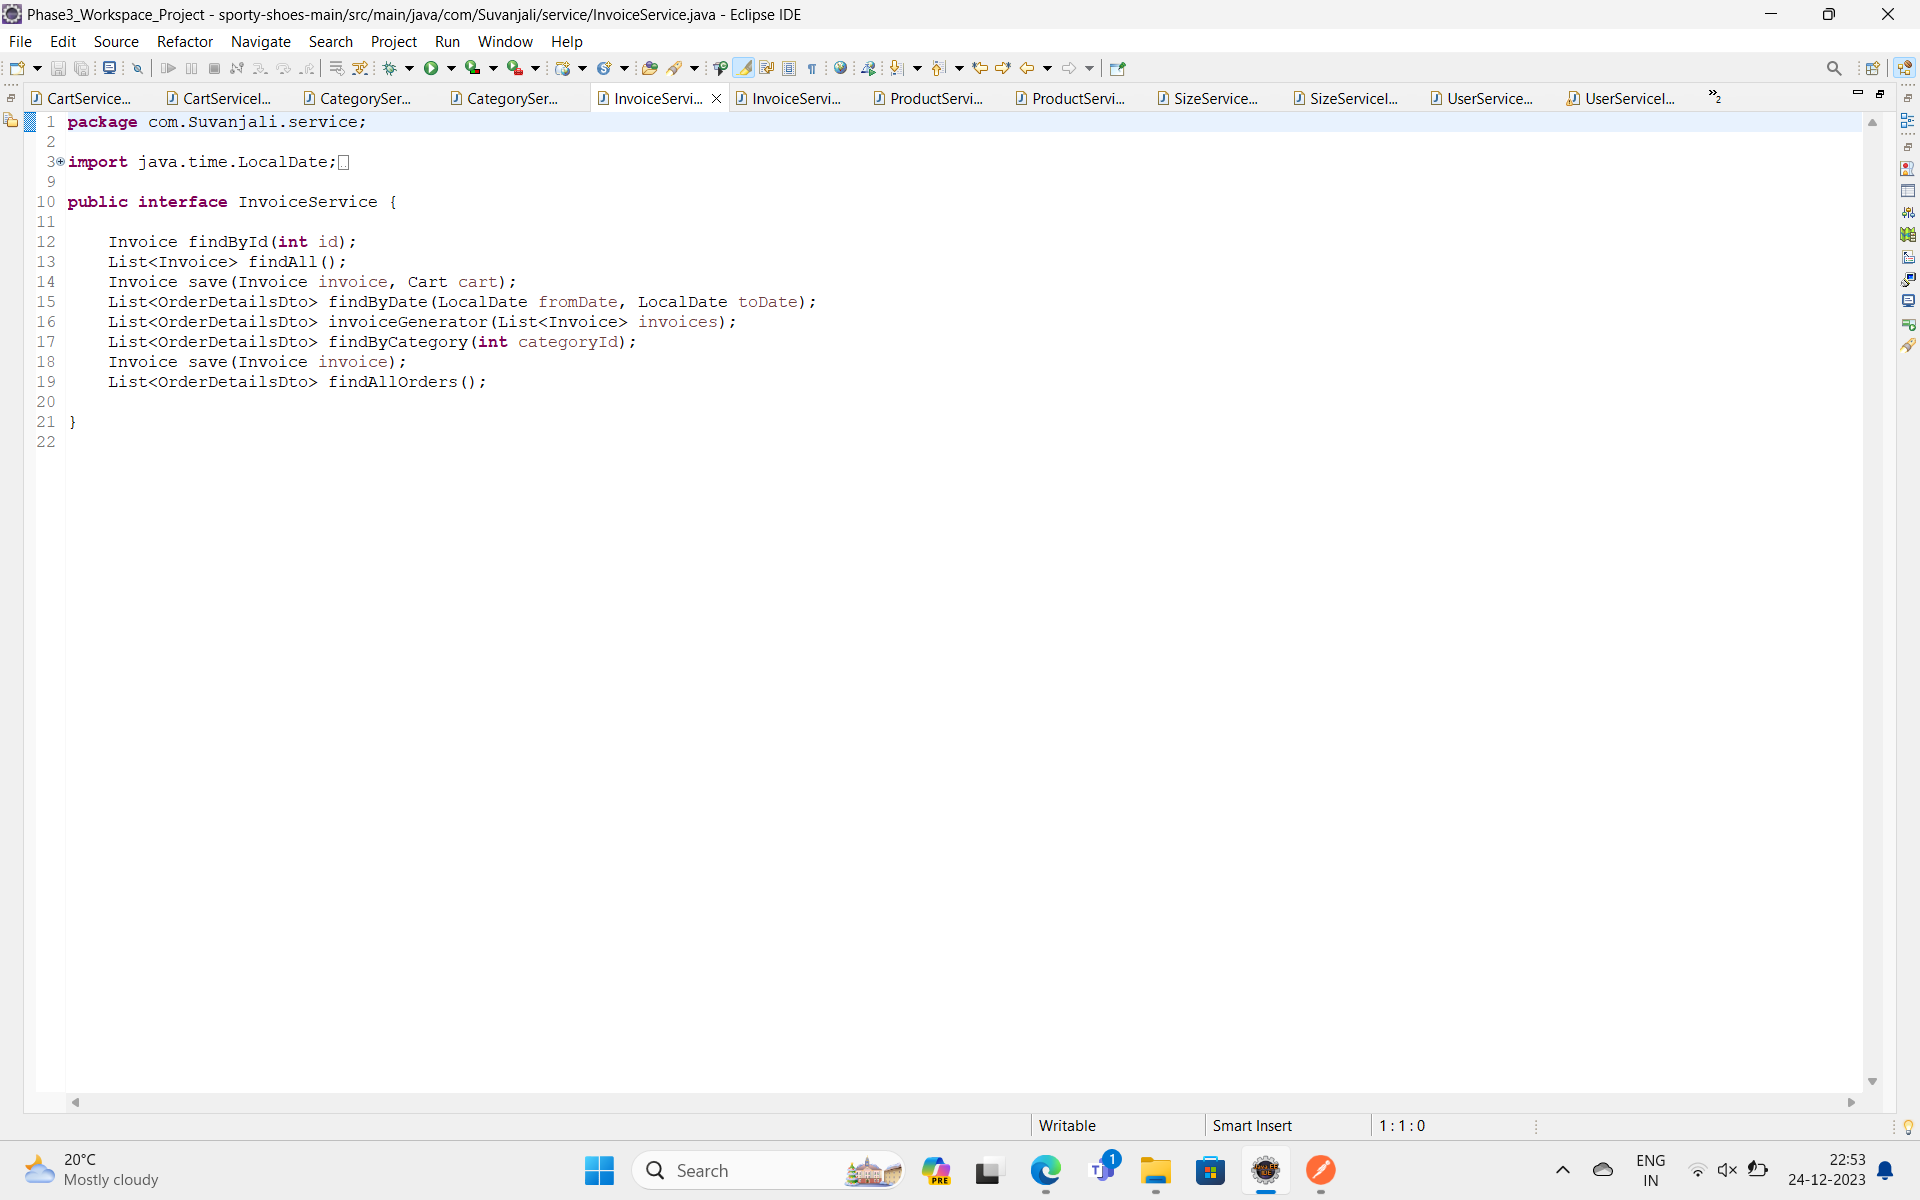 Phase3_Workspace_Project - sporty-shoes-main/src/main/java/com/Suvanjali/service/InvoiceService.java - Eclipse IDE
File Edit Source Refactor Navigate Search Project Run Window Help
CartService... CartServiceI... CategorySer... CategorySer... InvoiceServi... InvoiceServi... ProductServi... ProductServi... SizeService... SizeServiceI... UserService... UserServiceI... »2
1 package com.Suvanjali.service;
2
3 import java.time.LocalDate;
9
10 public interface InvoiceService {
11
12 Invoice findById(int id);
13 List<Invoice> findAll();
14 Invoice save(Invoice invoice, Cart cart);
15 List<OrderDetailsDto> findByDate(LocalDate fromDate, LocalDate toDate);
16 List<OrderDetailsDto> invoiceGenerator(List<Invoice> invoices);
17 List<OrderDetailsDto> findByCategory(int categoryId);
18 Invoice save(Invoice invoice);
19 List<OrderDetailsDto> findAllOrders();
20
21 }
22
Writable Smart Insert 1 : 1 : 0
20°C
Mostly cloudy
Search
PRE
1
ENG
IN
22:53
24-12-2023